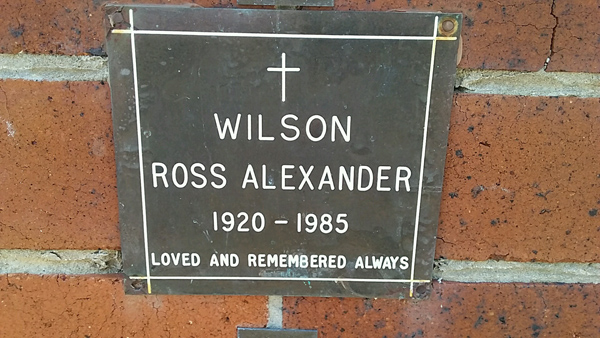 WILSON
ROSS ALEXANDER
1920 - 1985
LOVED AND REMEMBERED ALWAYS